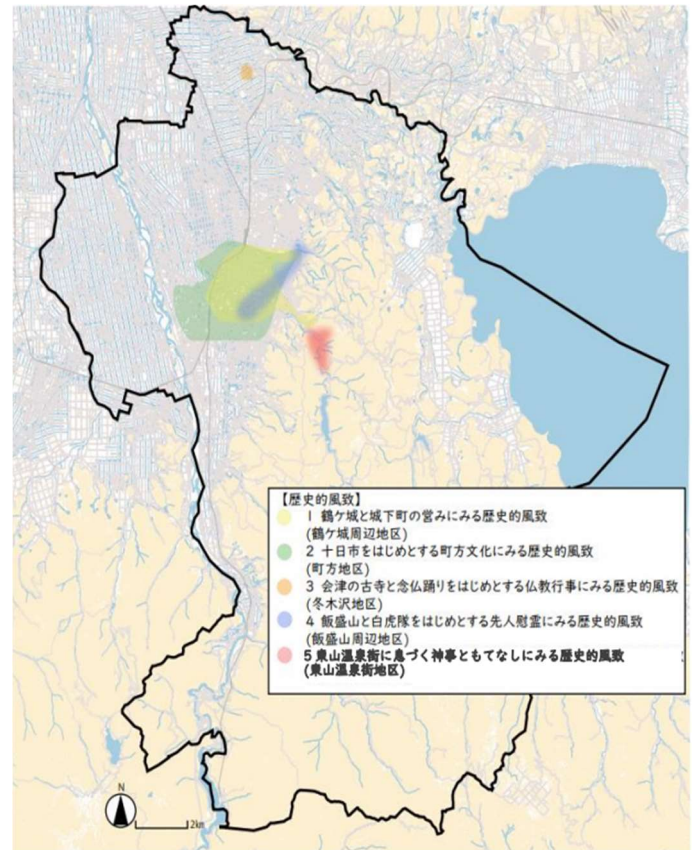 【歴史的風致】
1 鶴ケ城と城下町の営みにみる歴史的風致
(鶴ケ城周辺地区)
2 十日市をはじめとする町方文化にみる歴史的風致
(町方地区)
3 会津の古寺と念仏踊りをはじめとする仏教行事にみる歴史的風致
(冬木沢地区)
4 飯盛山と白虎隊をはじめとする先人慰霊にみる歴史的風致
(飯盛山周辺地区)
5 東山温泉街に息づく神事ともてなしにみる歴史的風致
(東山温泉街地区)
N
2km